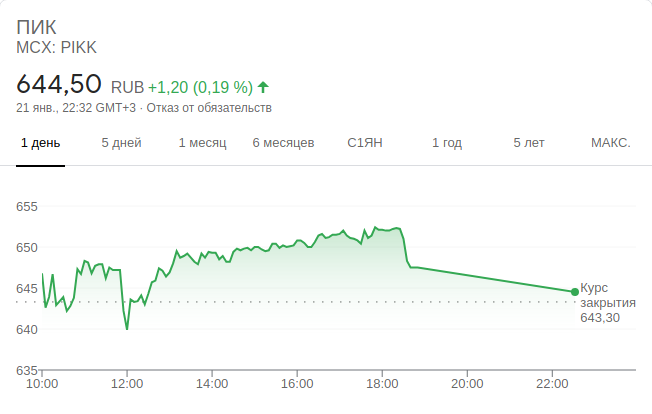 ПИК
MCX: PIKK
644,50 RUB +1,20 (0,19 %)
21 янв., 22:32 GMT+3 · Отказ от обязательств
1 день 5 дней 1 месяц 6 месяцев С1ЯН 1 год 5 лет МАКС.
655
650
645
640
635
Курс
закрытия
643,30
10:00 12:00 14:00 16:00 18:00 20:00 22:00